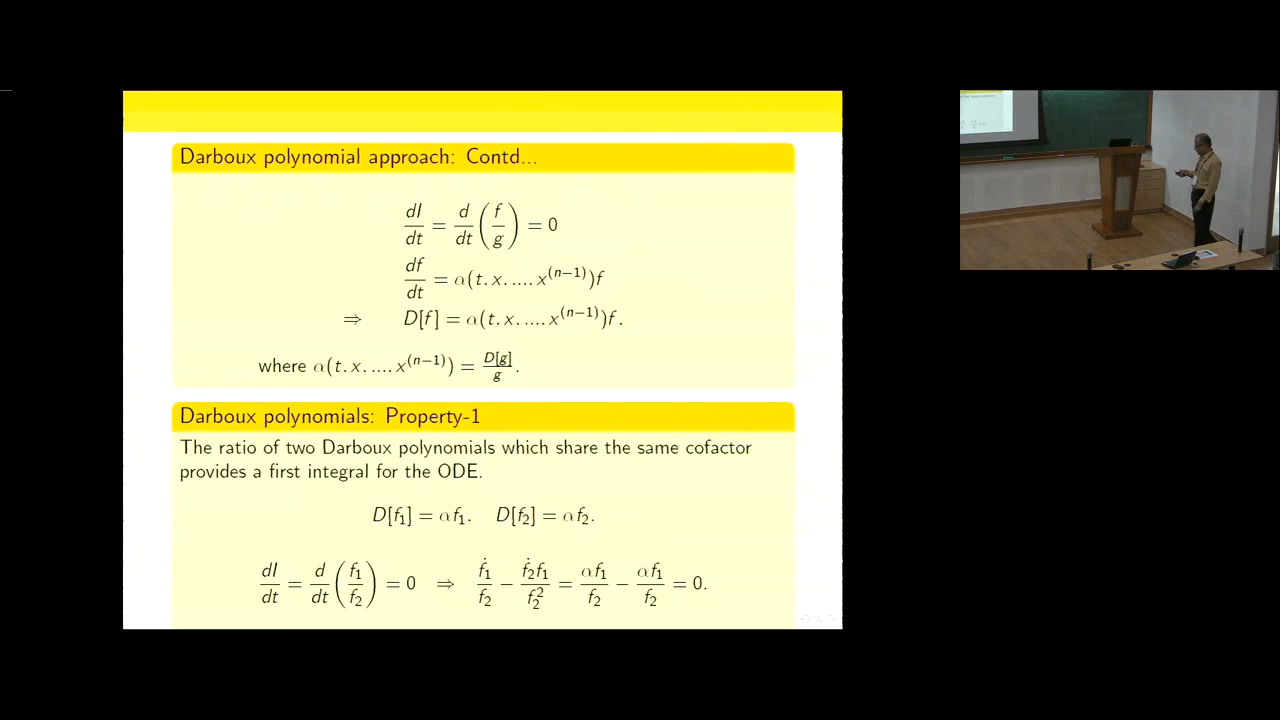 Darboux polynomial approach: Contd...
dI/dt = d/dt (f/g) = 0
df/dt = α(t, x, ..., x^(n−1))f
⇒ D[f] = α(t, x, ..., x^(n−1))f.
where α(t, x, ..., x^(n−1)) = D[g]/g.
Darboux polynomials: Property-1
The ratio of two Darboux polynomials which share the same cofactor
provides a first integral for the ODE.
D[f₁] = αf₁, D[f₂] = αf₂.
dI/dt = d/dt (f₁/f₂) = 0 ⇒ ḟ₁/f₂ − ḟ₂f₁/f₂² = αf₁/f₂ − αf₁/f₂ = 0.